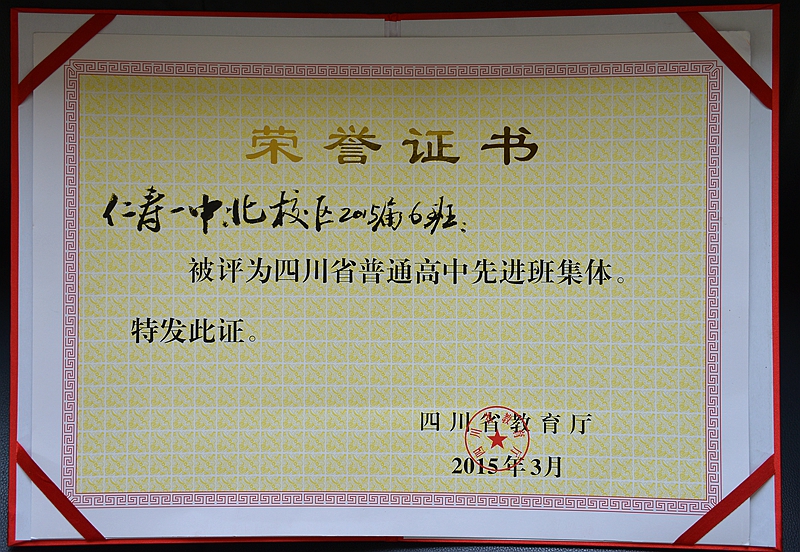 荣誉证书
仁寿一中北校区2015届6班：
被评为四川省普通高中先进班集体。
特发此证。
四川省教育厅
2015年3月